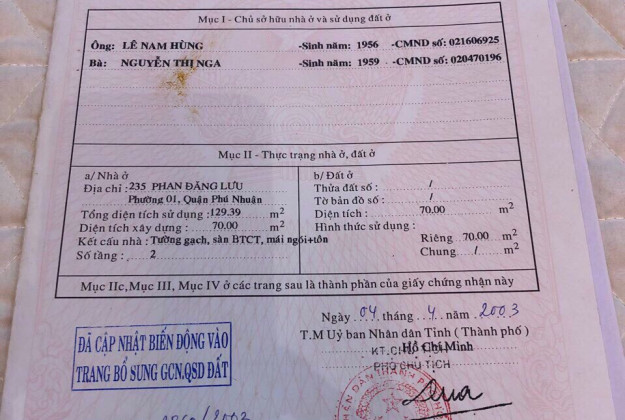 Mục I - Chủ sở hữu nhà ở và sử dụng đất ở
Ông: LÊ NAM HÙNG -Sinh năm: 1956 -CMND số: 021606925
Bà: NGUYỄN THỊ NGA -Sinh năm: 1959 -CMND số: 020470196
Mục II - Thực trạng nhà ở, đất ở
a/ Nhà ở
Địa chỉ : 235 PHAN ĐĂNG LƯU
Phường 01, Quận Phú Nhuận
Tổng diện tích sử dụng : 129.39 m2
Diện tích xây dựng : 70.00 m2
Kết cấu nhà : Tường gạch, sàn BTCT, mái ngói+tôn
Số tầng : 2
b/ Đất ở
Thửa đất số : /
Tờ bản đồ số : /
Diện tích : 70.00 m2
Hình thức sử dụng :
Riêng : 70.00 m2
Chung : / m2
Mục IIc, Mục III, Mục IV ở các trang sau là thành phần của giấy chứng nhận này
Ngày 04 tháng 4 năm 2003
T.M Uỷ ban Nhân dân Tỉnh ( Thành phố )
Hồ Chí Minh
KT.CHỦ TỊCH
PHÓ CHỦ TỊCH
ĐÃ CẬP NHẬT BIẾN ĐỘNG VÀO
TRANG BỔ SUNG GCN.QSD ĐẤT